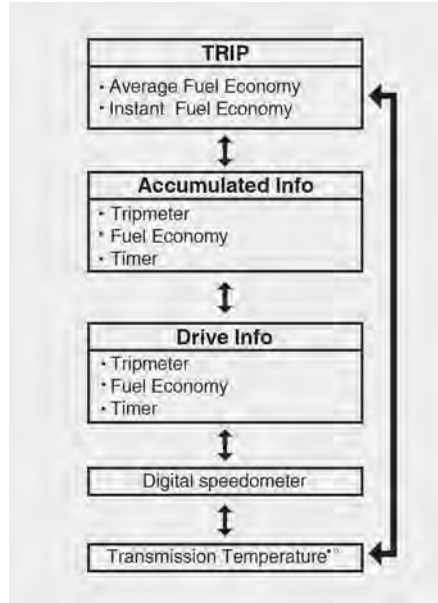 TRIP
· Average Fuel Economy
· Instant Fuel Economy
Accumulated Info
· Tripmeter
· Fuel Economy
· Timer
Drive Info
· Tripmeter
· Fuel Economy
· Timer
Digital speedometer
Transmission Temperature